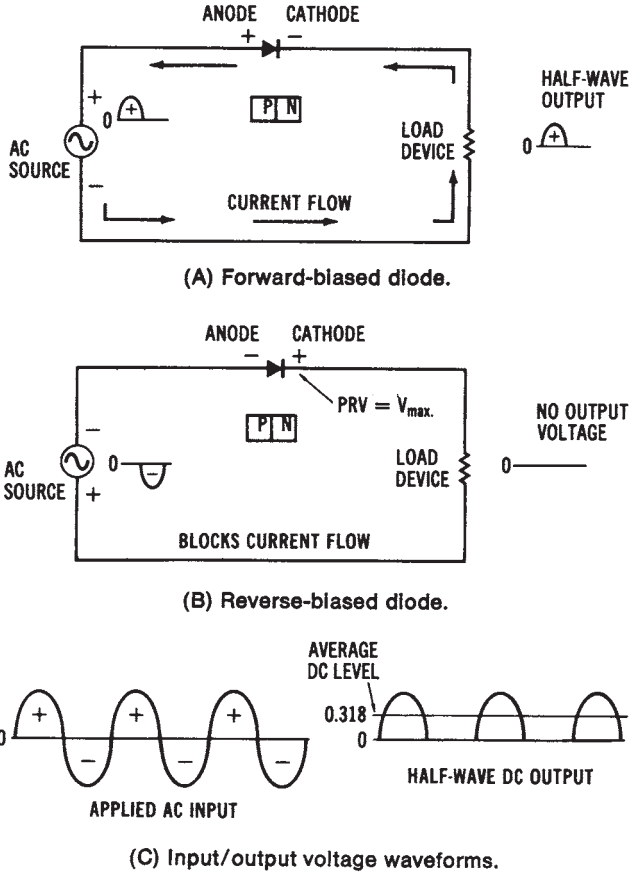 ANODE CATHODE
+ −
P N
+
0 +
AC
SOURCE
−
LOAD
DEVICE
HALF-WAVE
OUTPUT
0 +
CURRENT FLOW
(A) Forward-biased diode.
ANODE CATHODE
− +
PRV = Vmax.
P N
−
0 −
AC
SOURCE
+
LOAD
DEVICE
NO OUTPUT
VOLTAGE
0
BLOCKS CURRENT FLOW
(B) Reverse-biased diode.
+ + +
0
− − −
APPLIED AC INPUT
AVERAGE
DC LEVEL
0.318
0
HALF-WAVE DC OUTPUT
(C) Input/output voltage waveforms.